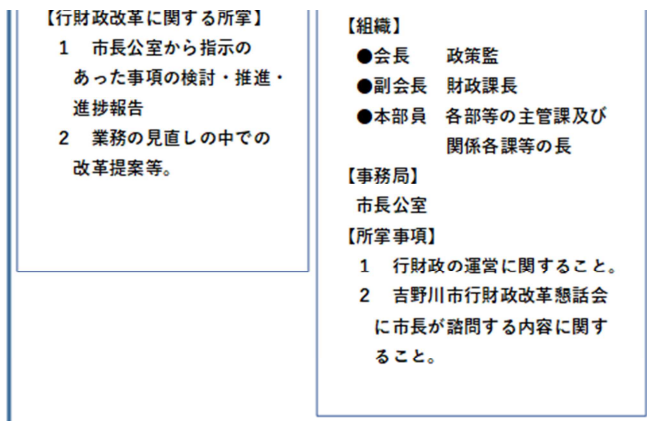 【行財政改革に関する所掌】
1 市長公室から指示の
あった事項の検討・推進・
進捗報告
2 業務の見直しの中での
改革提案等。
【組織】
●会長 政策監
●副会長 財政課長
●本部員 各部等の主管課及び
関係各課等の長
【事務局】
市長公室
【所掌事項】
1 行財政の運営に関すること。
2 吉野川市行財政改革懇話会
に市長が諮問する内容に関す
ること。